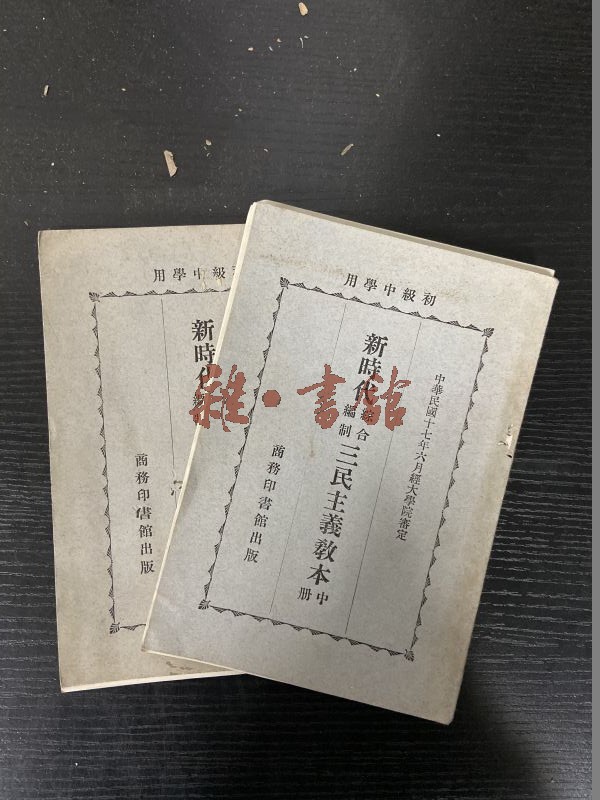 初級中學用
中華民國十七年六月經大學院審定
新時代綜合編制三民主義教本中册
商務印書館出版
級中學用
新時代
商務印書館出版
雜·書館